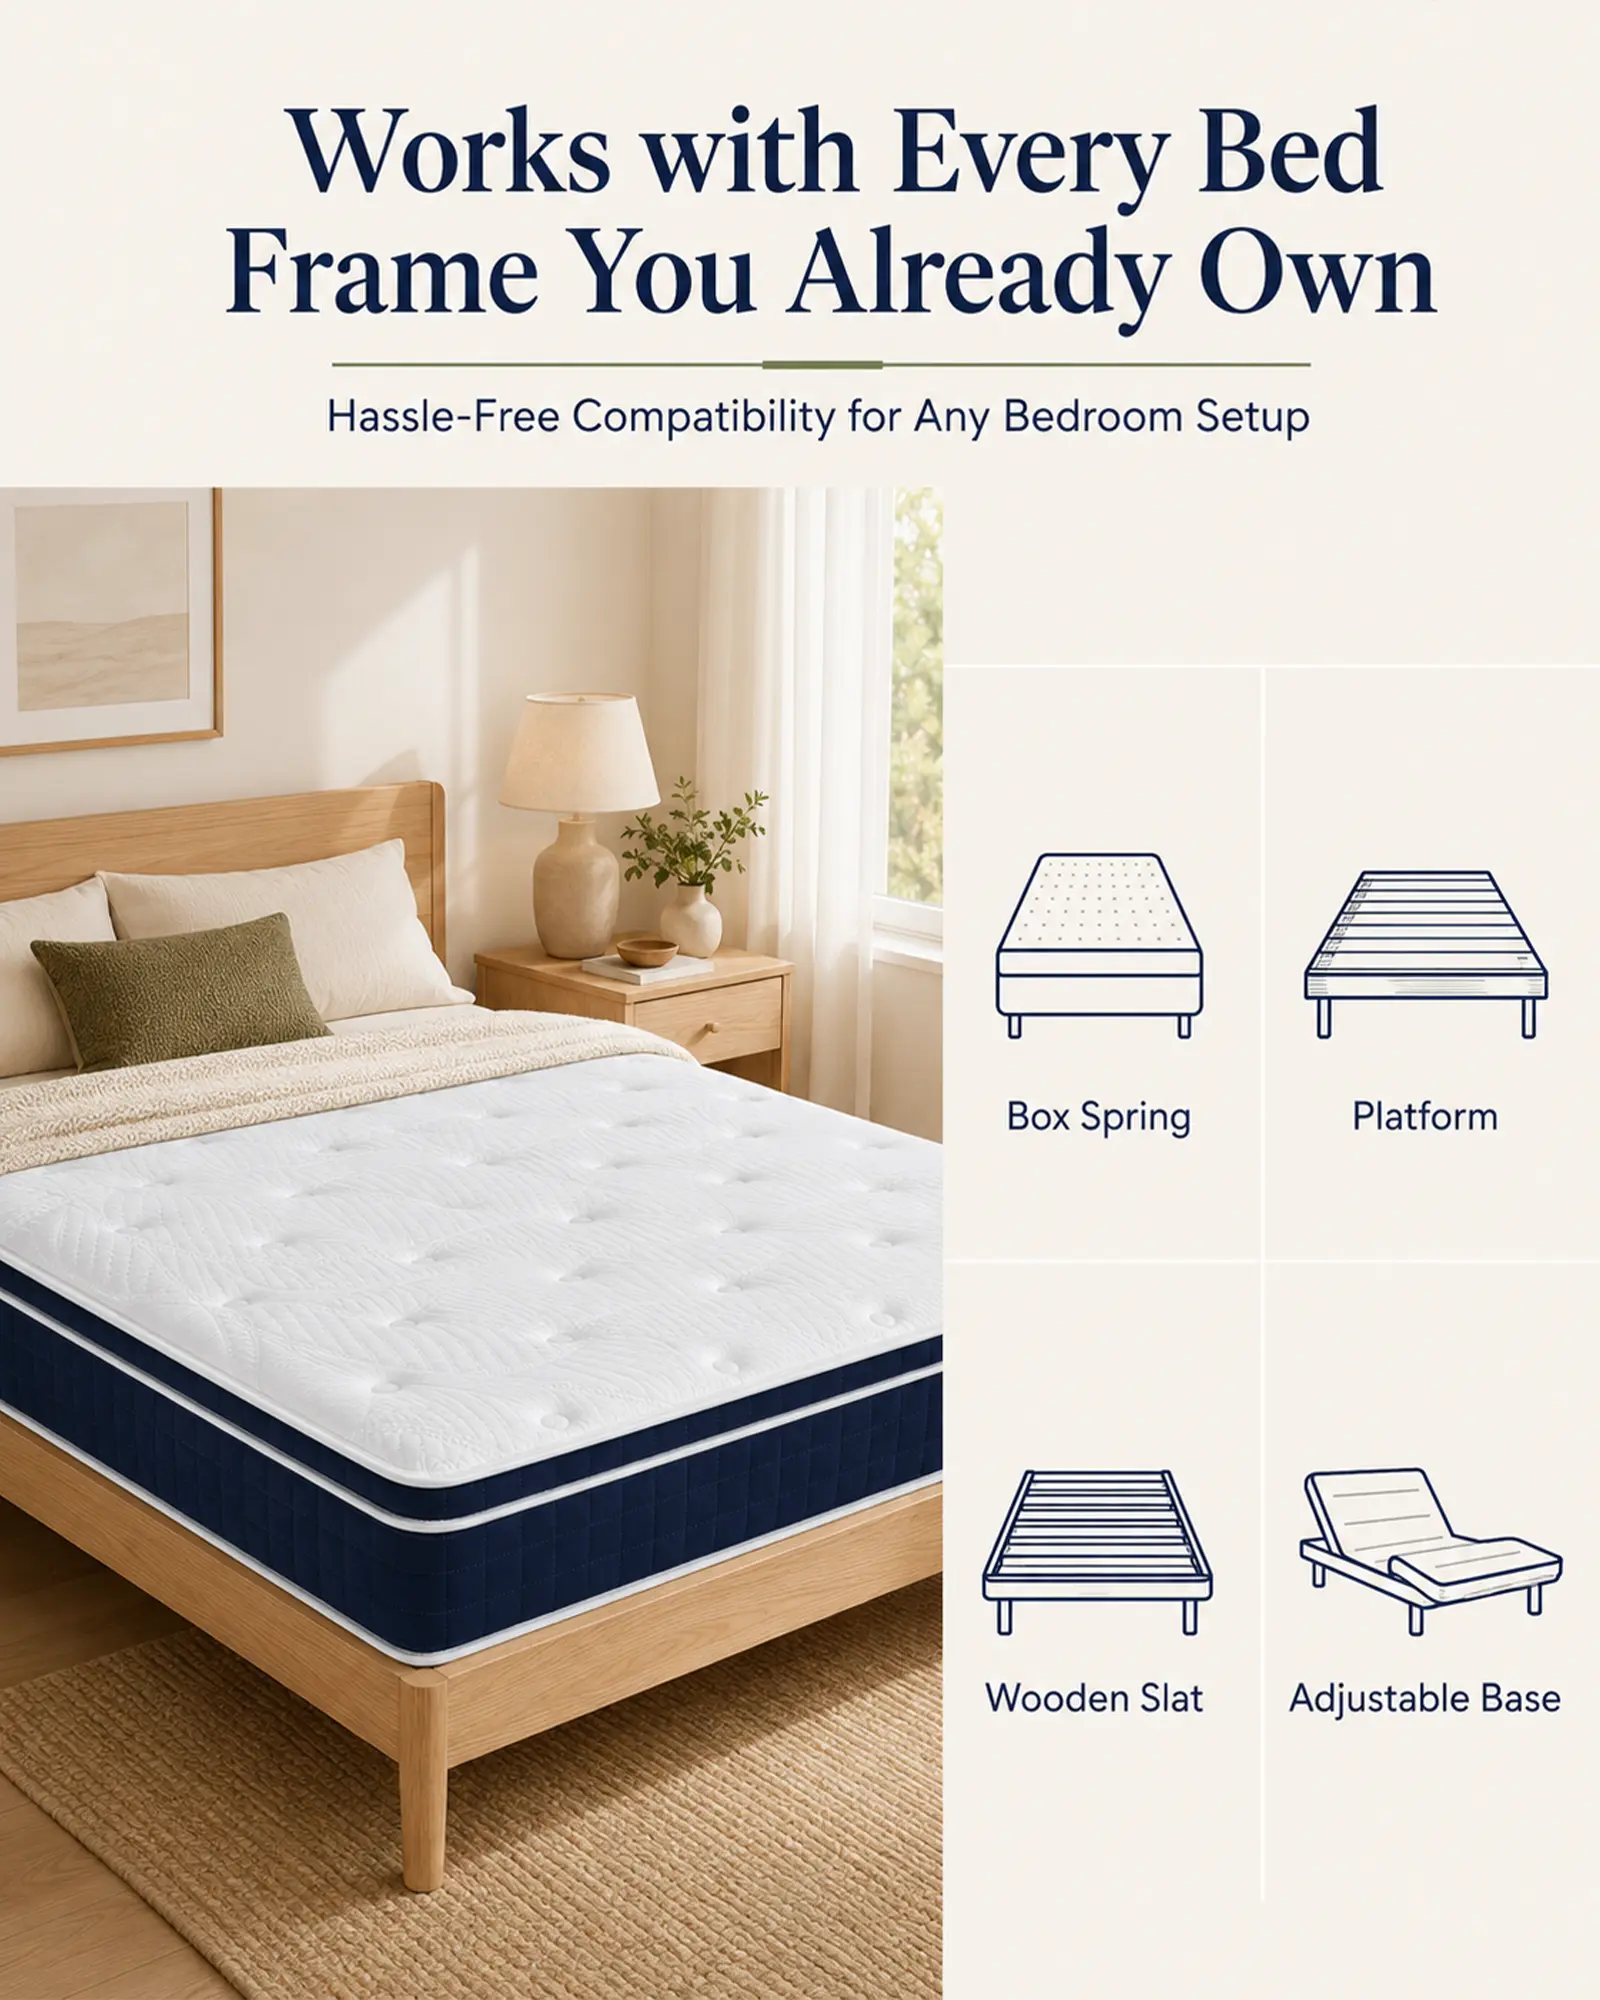 Works with Every Bed
Frame You Already Own
Hassle-Free Compatibility for Any Bedroom Setup
Box Spring
Platform
Wooden Slat
Adjustable Base